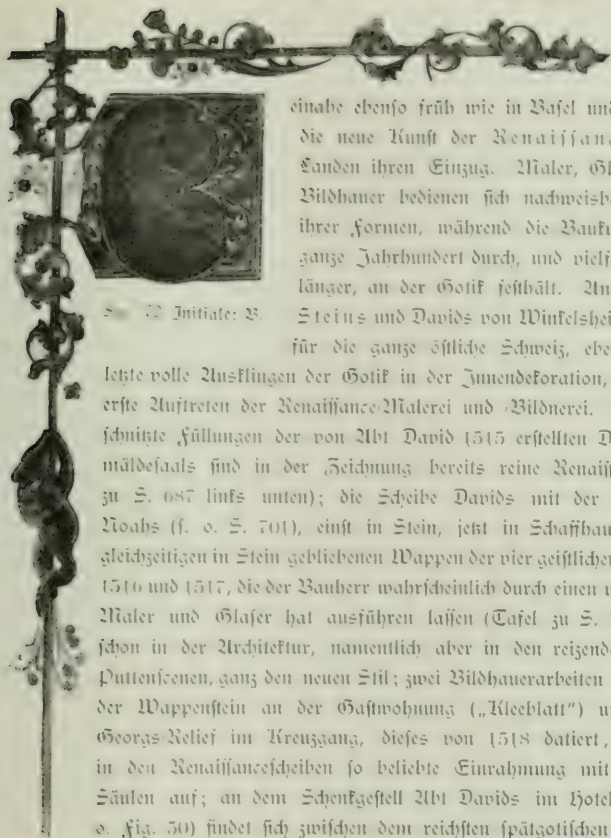 einahe ebenso früh wie in Basel und
die neue Kunst der Renaissan
Landen ihren Einzug. Maler, Gl
Bildhauer bedienen sich nachweisb
ihrer Formen, während die Bauku
ganze Jahrhundert durch, und vielf
länger, an der Gotik festhält. Un
Initiale: B.
Steins und Davids von Winkelshei
für die ganze östliche Schweiz, ebe
letzte volle Ausklingen der Gotik in der Innendekoration,
erste Auftreten der Renaissance-Malerei und -Bildnerei.
schnitzte Füllungen der von Abt David 1515 erstellten D
mäldesaals sind in der Zeichnung bereits reine Renaiss
zu S. 687 links unten); die Scheibe Davids mit der
Noahs (s. o. S. 701), einst in Stein, jetzt in Schaffhau
gleichzeitigen in Stein gebliebenen Wappen der vier geistlichen
1516 und 1517, die der Bauherr wahrscheinlich durch einen u
Maler und Glaser hat ausführen lassen (Tafel zu S.
schon in der Architektur, namentlich aber in den reizende
Puttenscenen, ganz den neuen Stil; zwei Bildhauerarbeiten
der Wappenstein an der Gastwohnung („Kleeblatt") u
Georgs-Relief im Kreuzgang, dieses von 1518 datiert,
in den Renaissancescheiben so beliebte Einrahmung mit
Säulen auf; an dem Schenkgestell Abt Davids im Hotel
o. Fig. 50) findet sich zwischen dem reichsten spätgotischen